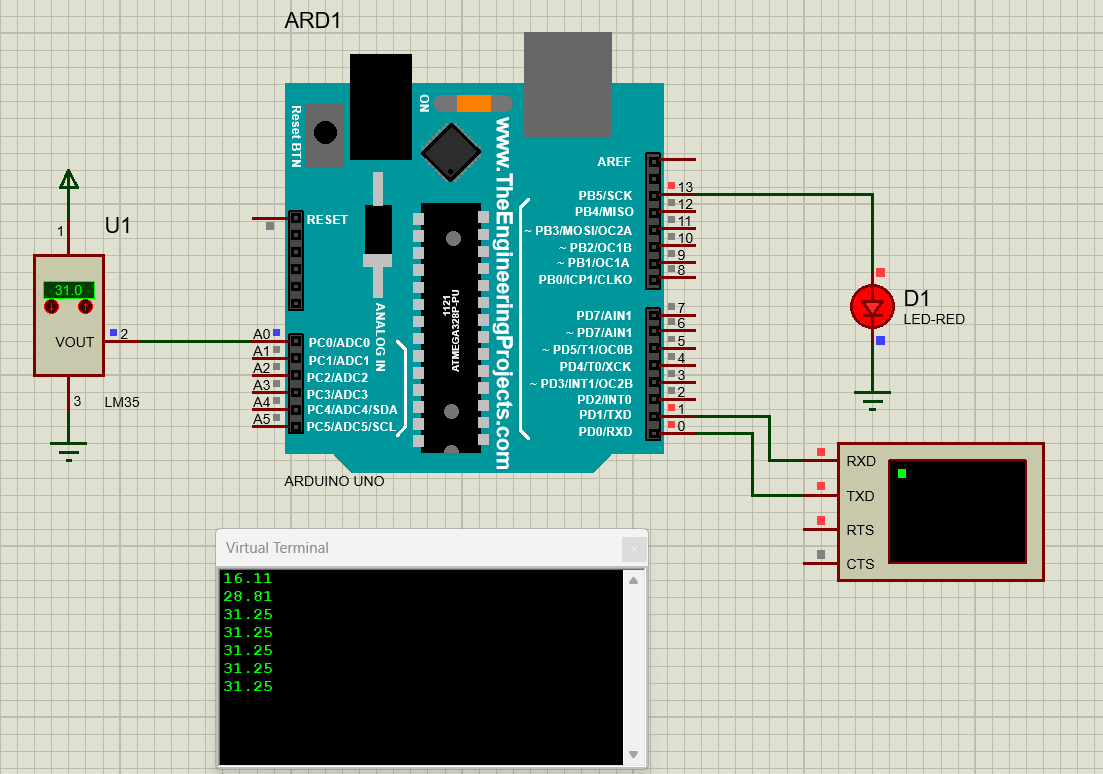 ARD1
Reset BTN
ON
www.TheEngineeringProjects.com
1121
ATMEGA328P-PU
ANALOG IN
RESET
AREF
PB5/SCK
13
PB4/MISO
12
~ PB3/MOSI/OC2A
11
~ PB2/OC1B
10
~ PB1/OC1A
9
PB0/ICP1/CLKO
8
PD7/AIN1
7
~ PD7/AIN1
6
~ PD5/T1/OC0B
5
PD4/T0/XCK
4
~ PD3/INT1/OC2B
3
PD2/INT0
2
PD1/TXD
1
PD0/RXD
0
A0
PC0/ADC0
A1
PC1/ADC1
A2
PC2/ADC2
A3
PC3/ADC3
A4
PC4/ADC4/SDA
A5
PC5/ADC5/SCL
ARDUINO UNO
U1
1
31.0
VOUT
2
3
LM35
D1
LED-RED
RXD
TXD
RTS
CTS
Virtual Terminal
16.11
28.81
31.25
31.25
31.25
31.25
31.25